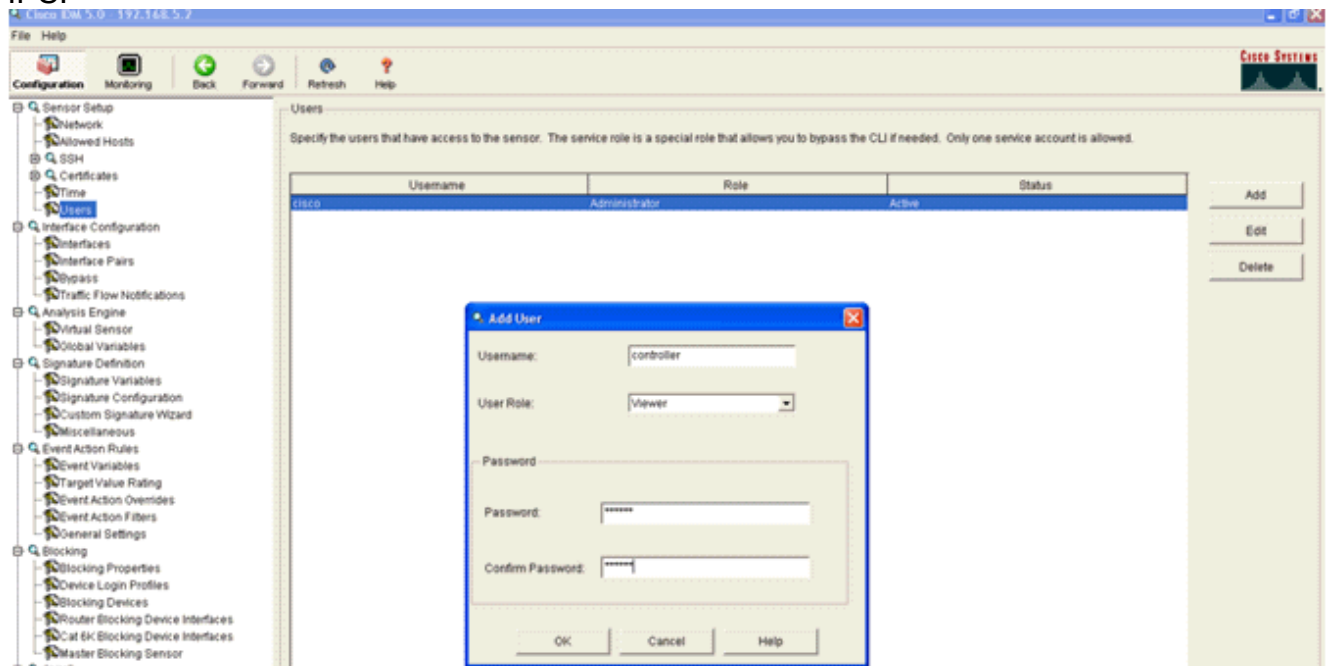 Cisco IDM 5.0 - 192.168.5.2
File Help
Configuration Monitoring Back Forward Refresh Help
CISCO SYSTEMS
Sensor Setup
Network
Allowed Hosts
SSH
Certificates
Time
Users
Interface Configuration
Interfaces
Interface Pairs
Bypass
Traffic Flow Notifications
Analysis Engine
Virtual Sensor
Global Variables
Signature Definition
Signature Variables
Signature Configuration
Custom Signature Wizard
Miscellaneous
Event Action Rules
Event Variables
Target Value Rating
Event Action Overrides
Event Action Filters
General Settings
Blocking
Blocking Properties
Device Login Profiles
Blocking Devices
Router Blocking Device Interfaces
Cat 6K Blocking Device Interfaces
Master Blocking Sensor
Users
Specify the users that have access to the sensor. The service role is a special role that allows you to bypass the CLI if needed. Only one service account is allowed.
Username Role Status
cisco Administrator Active
Add
Edit
Delete
Add User
Username: controller
User Role: Viewer
Password
Password: ******
Confirm Password: ******
OK Cancel Help